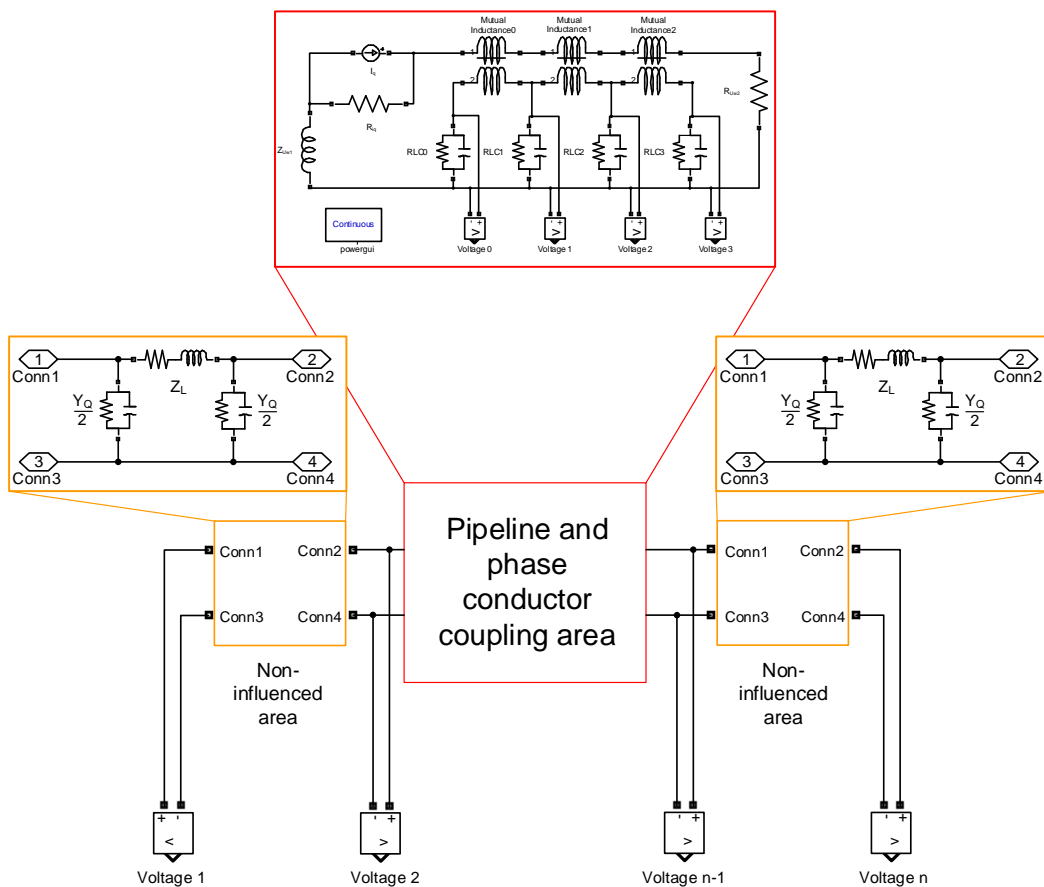 Mutual Inductance0
Mutual Inductance1
Mutual Inductance2
1
1
1
2
2
2
Iq
Rq
RUw2
RLC0
RLC1
RLC2
RLC3
- +
- +
- +
- +
V
V
V
V
Continuous
powergui
Voltage 0
Voltage 1
Voltage 2
Voltage 3
1
2
Conn1
ZL
Conn2
YQ
2
YQ
2
3
4
Conn3
Conn4
1
2
Conn1
ZL
Conn2
YQ
2
YQ
2
3
4
Conn3
Conn4
Pipeline and
phase
conductor
coupling area
Conn1
Conn2
Conn3
Conn4
Conn1
Conn2
Conn3
Conn4
Non-
influenced
area
Non-
influenced
area
+ -
- +
- +
- +
v
v
v
v
Voltage 1
Voltage 2
Voltage n-1
Voltage n